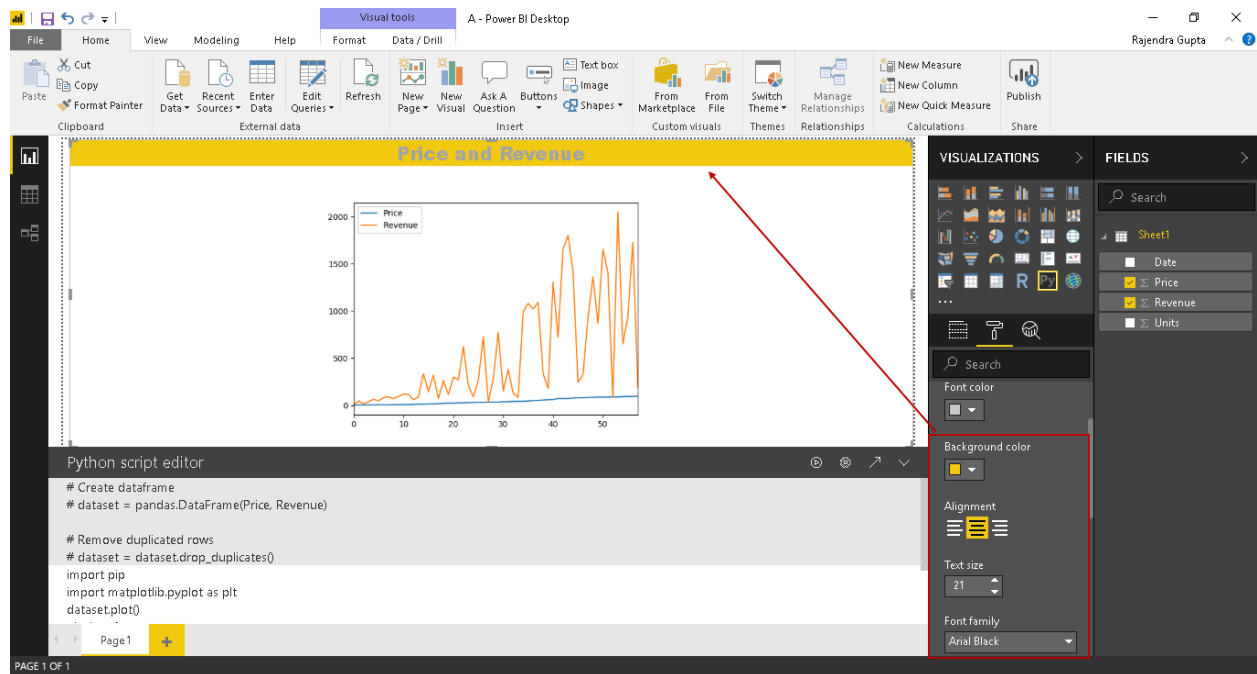 Visual tools
A - Power BI Desktop
File
Home
View
Modeling
Help
Format
Data / Drill
Rajendra Gupta
Paste
Cut
Copy
Format Painter
Clipboard
Get Data
Recent Sources
Enter Data
Edit Queries
Refresh
External data
New Page
New Visual
Ask A Question
Buttons
Text box
Image
Shapes
Insert
From Marketplace
From File
Custom visuals
Switch Theme
Themes
Manage Relationships
Relationships
New Measure
New Column
New Quick Measure
Calculations
Publish
Share
Price and Revenue
Price
Revenue
2000
1500
1000
500
0
0 10 20 30 40 50
Python script editor
# Create dataframe
# dataset = pandas.DataFrame(Price, Revenue)
# Remove duplicated rows
# dataset = dataset.drop_duplicates()
import pip
import matplotlib.pyplot as plt
dataset.plot()
Page1
+
PAGE 1 OF 1
VISUALIZATIONS
R
Py
Search
Font color
Background color
Alignment
Text size
21
Font family
Arial Black
FIELDS
Search
Sheet1
Date
Σ Price
Σ Revenue
Σ Units